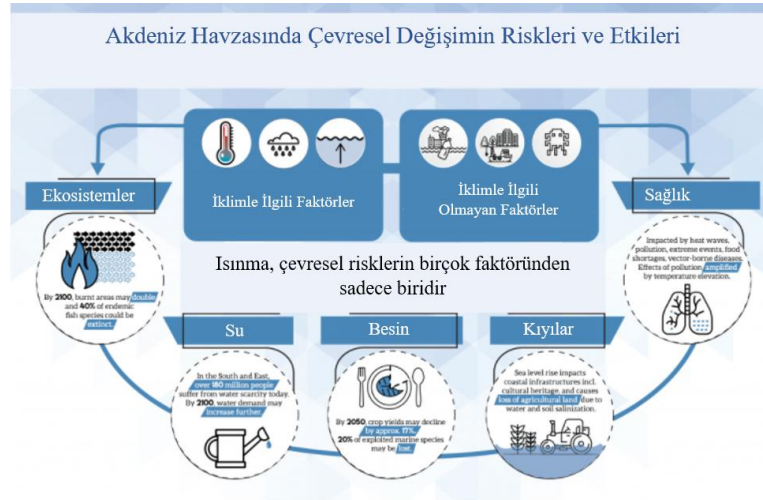 Akdeniz Havzasında Çevresel Değişimin Riskleri ve Etkileri
İklimle İlgili Faktörler
İklimle İlgili
Olmayan Faktörler
Isınma, çevresel risklerin birçok faktöründen
sadece biridir
Ekosistemler
By 2100, burnt areas may double
and 40% of endemic
fish species could be
extinct.
Su
In the South and East,
over 180 million people
suffer from water scarcity today.
By 2100, water demand may
increase further.
Besin
By 2050, crop yields may decline
by approx. 17%.
20% of exploited marine species
may be lost.
Kıyılar
Sea level rise impacts
coastal infrastructures incl.
cultural heritage, and causes
loss of agricultural land due to
water and soil salinization.
Sağlık
Impacted by heat waves,
pollution, extreme events, food
shortages, vector-borne diseases.
Effects of pollution amplified
by temperature elevation.